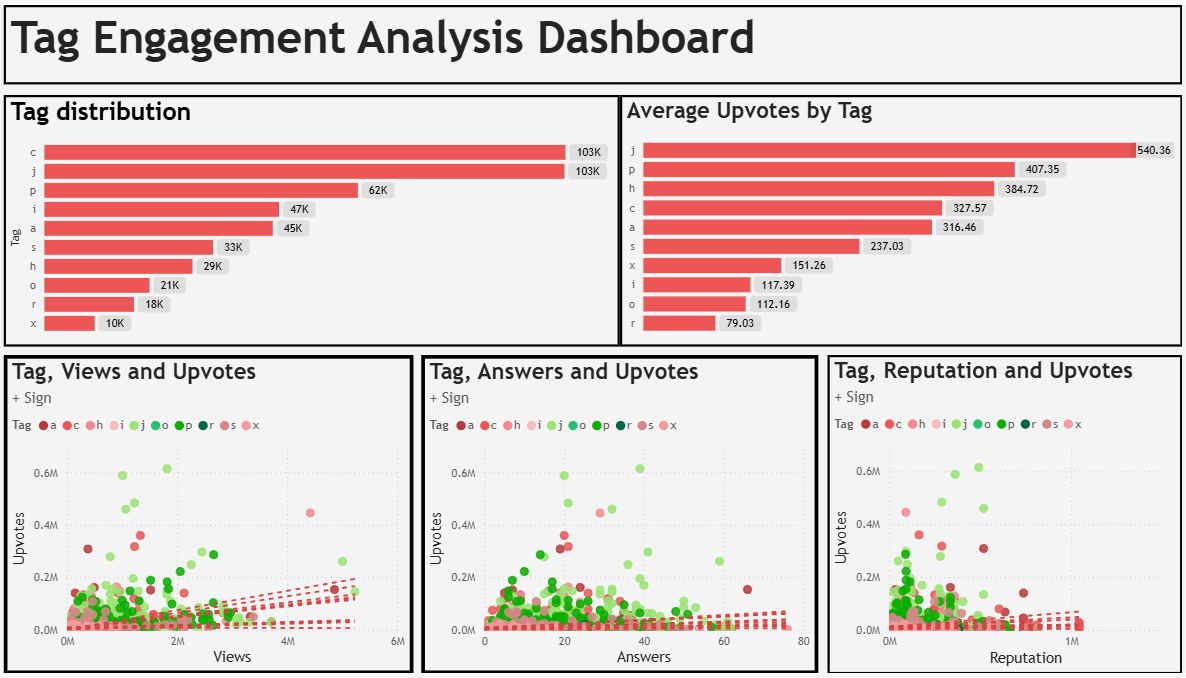 Tag Engagement Analysis Dashboard
Tag distribution
Tag
c 103K
j 103K
p 62K
i 47K
a 45K
s 33K
h 29K
o 21K
r 18K
x 10K
Average Upvotes by Tag
j 540.36
p 407.35
h 384.72
c 327.57
a 316.46
s 237.03
x 151.26
i 117.39
o 112.16
r 79.03
Tag, Views and Upvotes
+ Sign
Tag a c h i j o p r s x
Upvotes
0.6M
0.4M
0.2M
0.0M
0M 2M 4M 6M
Views
Tag, Answers and Upvotes
+ Sign
Tag a c h i j o p r s x
Upvotes
0.6M
0.4M
0.2M
0.0M
0 20 40 60 80
Answers
Tag, Reputation and Upvotes
+ Sign
Tag a c h i j o p r s x
Upvotes
0.6M
0.4M
0.2M
0.0M
0M 1M
Reputation